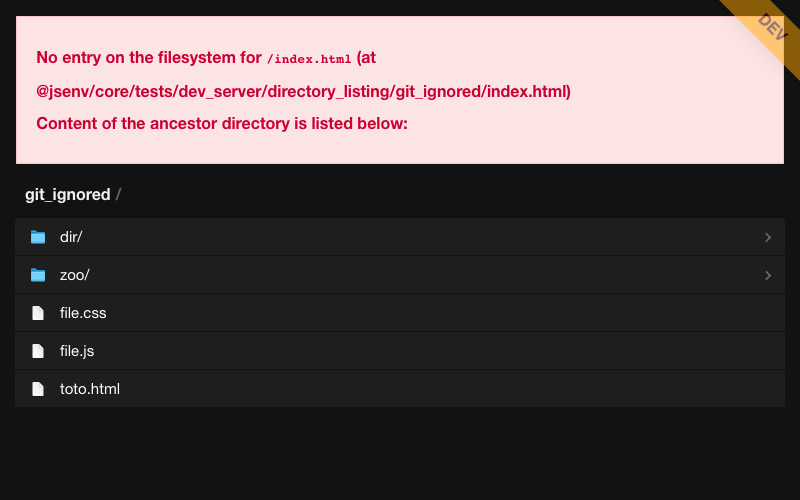 No entry on the filesystem for /index.html (at
@jsenv/core/tests/dev_server/directory_listing/git_ignored/index.html)
Content of the ancestor directory is listed below:
DEV
git_ignored /
dir/
zoo/
file.css
file.js
toto.html